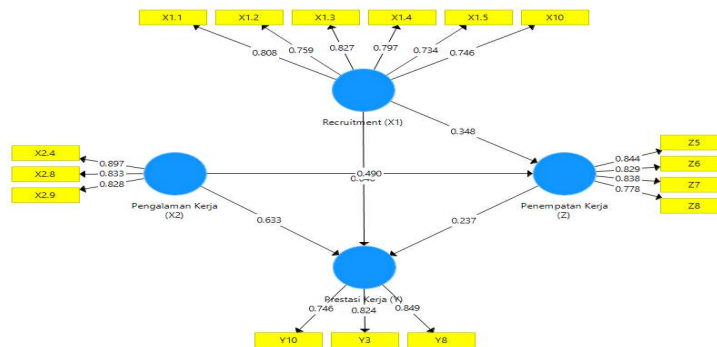 X1.1 X1.2 X1.3 X1.4 X1.5 X10
0.808 0.759 0.827 0.797 0.734 0.746
Recruitment (X1)
0.348
X2.4
X2.8
X2.9
0.897
0.833
0.828
Pengalaman Kerja
(X2)
0.490
Z5
Z6
Z7
Z8
0.844
0.829
0.838
0.778
Penempatan Kerja
(Z)
0.633
0.237
Prestasi Kerja (Y)
0.746 0.824 0.849
Y10 Y3 Y8